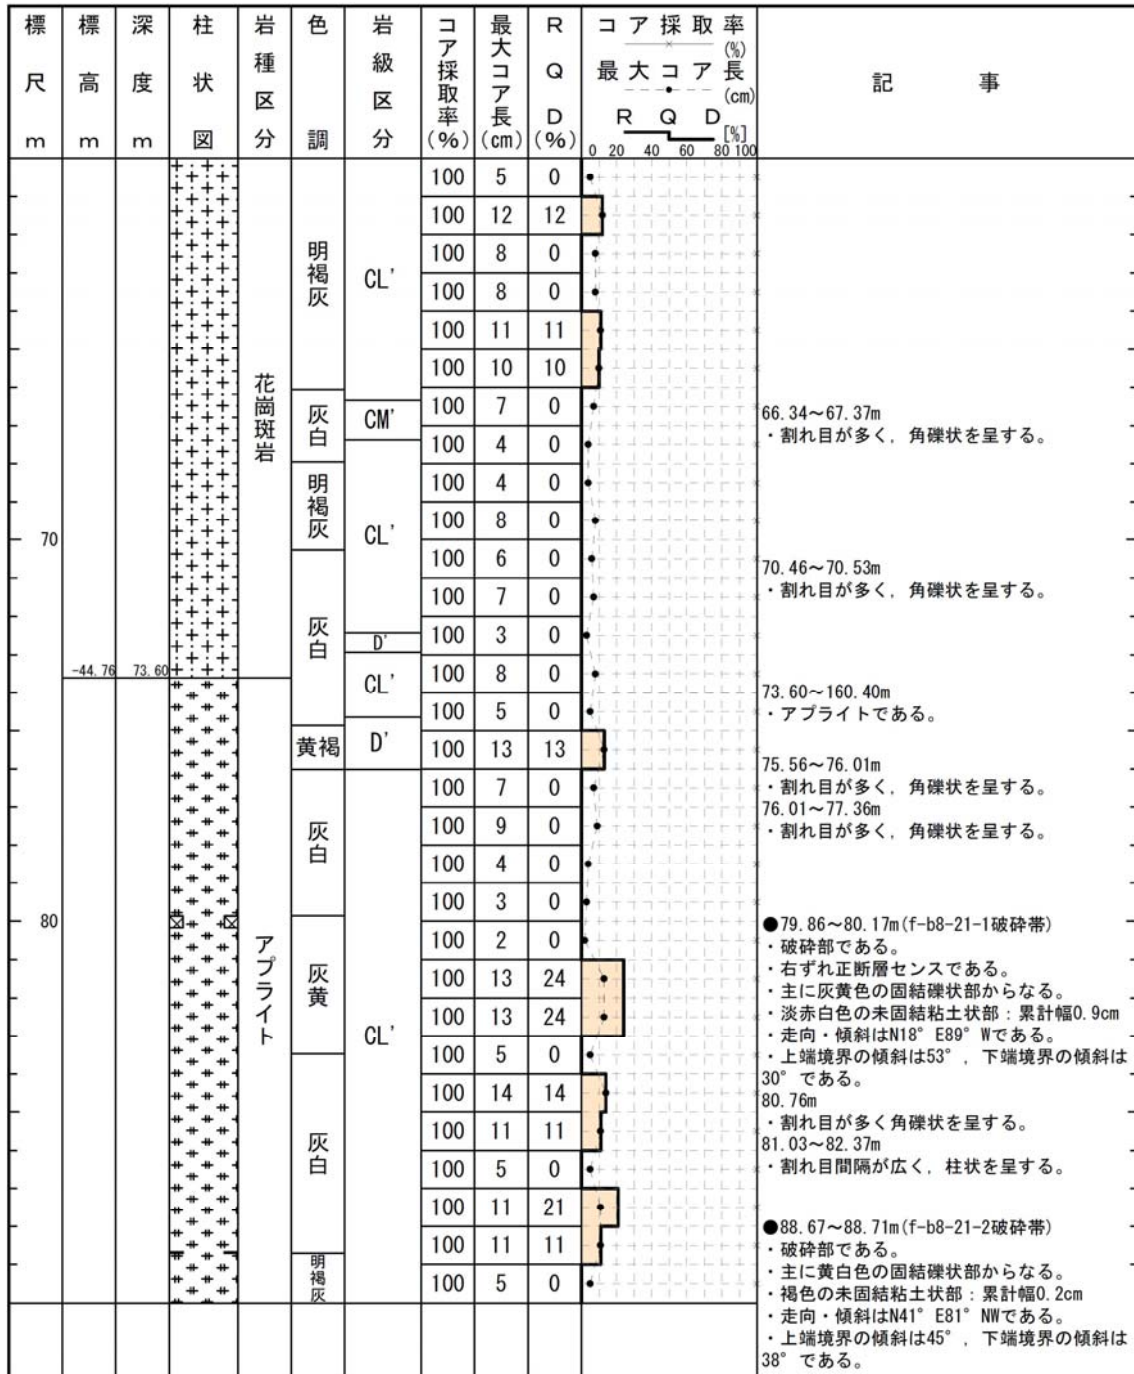 標尺m
標高m
深度m
柱状図
岩種区分
色調
岩級区分
コア採取率(%)
最大コア長(cm)
RQD(%)
コア採取率(%)
最大コア長(cm)
RQD[%]
0 20 40 60 80 100
記事
100 5 0
100 12 12
100 8 0
100 8 0
100 11 11
100 10 10
100 7 0
100 4 0
100 4 0
100 8 0
100 6 0
100 7 0
100 3 0
100 8 0
100 5 0
100 13 13
100 7 0
100 9 0
100 4 0
100 3 0
100 2 0
100 13 24
100 13 24
100 5 0
100 14 14
100 11 11
100 5 0
100 11 21
100 11 11
100 5 0
70
80
-44.76 73.60
花崗斑岩
アプライト
明褐灰
灰白
明褐灰
灰白
黄褐
灰白
灰黄
灰白
明褐灰
CL'
CM'
CL'
D'
CL'
D'
CL'
66.34～67.37m
・割れ目が多く，角礫状を呈する。
70.46～70.53m
・割れ目が多く，角礫状を呈する。
73.60～160.40m
・アプライトである。
75.56～76.01m
・割れ目が多く，角礫状を呈する。
76.01～77.36m
・割れ目が多く，角礫状を呈する。
●79.86～80.17m(f-b8-21-1破砕帯)
・破砕部である。
・右ずれ正断層センスである。
・主に灰黄色の固結礫状部からなる。
・淡赤白色の未固結粘土状部：累計幅0.9cm
・走向・傾斜はN18°E89°Wである。
・上端境界の傾斜は53°，下端境界の傾斜は
30°である。
80.76m
・割れ目が多く角礫状を呈する。
81.03～82.37m
・割れ目間隔が広く，柱状を呈する。
●88.67～88.71m(f-b8-21-2破砕帯)
・破砕部である。
・主に黄白色の固結礫状部からなる。
・褐色の未固結粘土状部：累計幅0.2cm
・走向・傾斜はN41°E81°NWである。
・上端境界の傾斜は45°，下端境界の傾斜は
38°である。